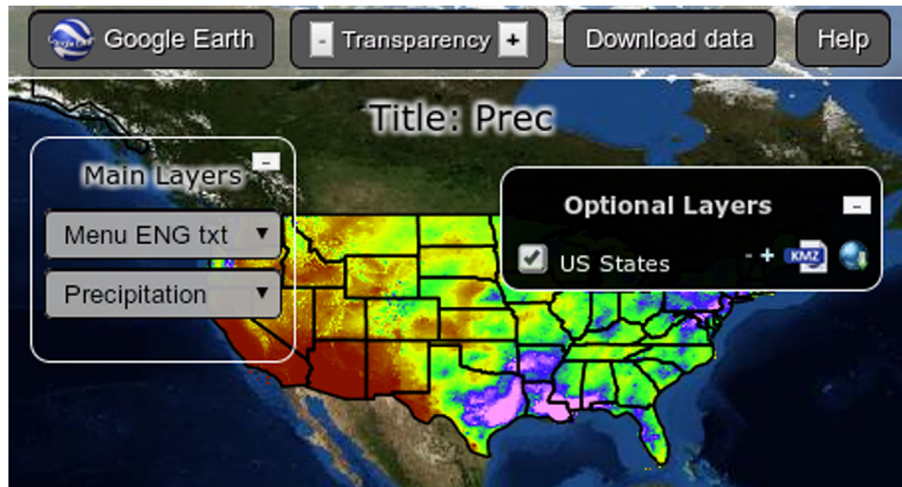 Google Earth
- Transparency +
Download data
Help
Title: Prec
Main Layers -
Menu ENG txt ▼
Precipitation ▼
Optional Layers -
US States - + KMZ